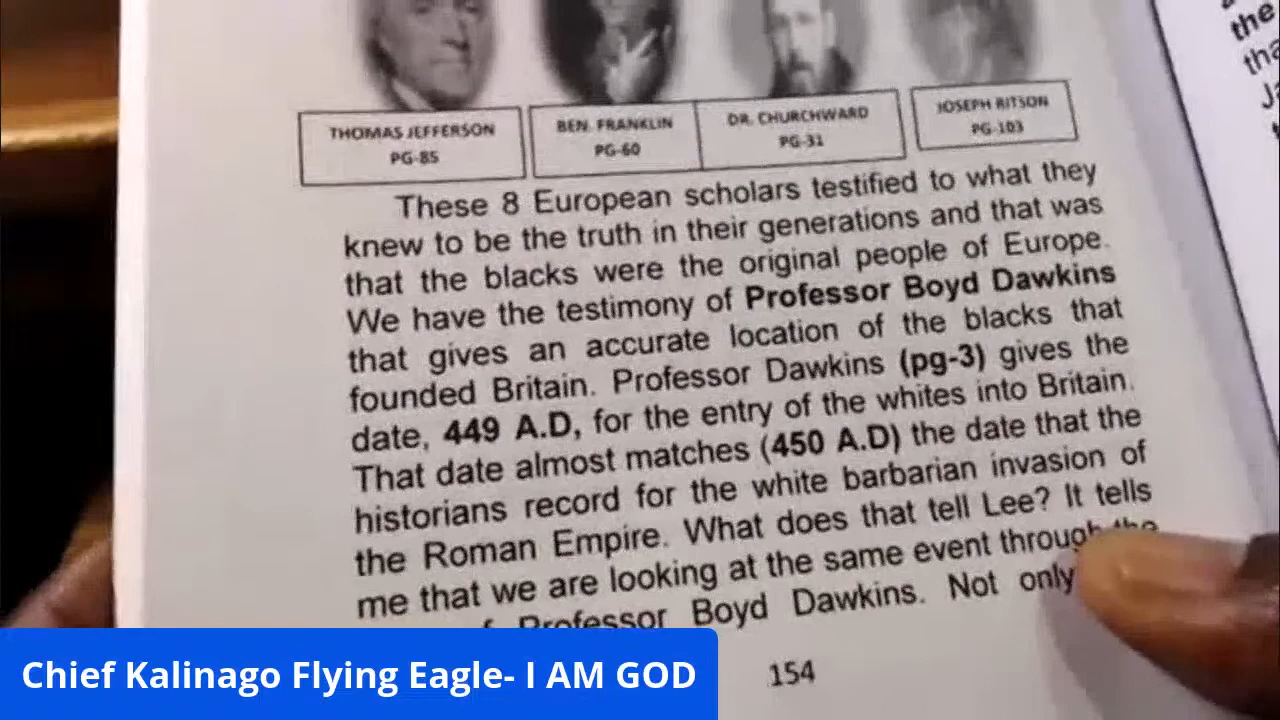 THOMAS JEFFERSON
PG-85
BEN. FRANKLIN
PG-60
DR. CHURCHWARD
PG-31
JOSEPH RITSON
PG-103
These 8 European scholars testified to what they
knew to be the truth in their generations and that was
that the blacks were the original people of Europe.
We have the testimony of Professor Boyd Dawkins
that gives an accurate location of the blacks that
founded Britain. Professor Dawkins (pg-3) gives the
date, 449 A.D, for the entry of the whites into Britain.
That date almost matches (450 A.D) the date that the
historians record for the white barbarian invasion of
the Roman Empire. What does that tell Lee? It tells
me that we are looking at the same event through the
Professor Boyd Dawkins. Not only
154
the
Chief Kalinago Flying Eagle- I AM GOD